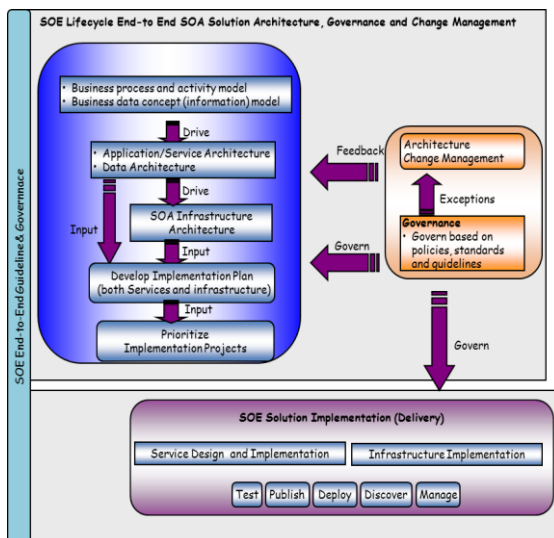 SOE Lifecycle End-to End SOA Solution Architecture, Governance and Change Management
SOE End-to-End Guideline & Governnace
• Business process and activity model
• Business data concept (information) model
Drive
• Application/Service Architecture
• Data Architecture
Drive
Input
SOA Infrastructure
Architecture
Input
Develop Implementation Plan
(both Services and infrastructure)
Input
Prioritize
Implementation Projects
Feedback
Govern
Architecture
Change Management
Exceptions
Governance
• Govern based on
policies, standards
and guidelines
Govern
SOE Solution Implementation (Delivery)
Service Design and Implementation
Infrastructure Implementation
Test
Publish
Deploy
Discover
Manage